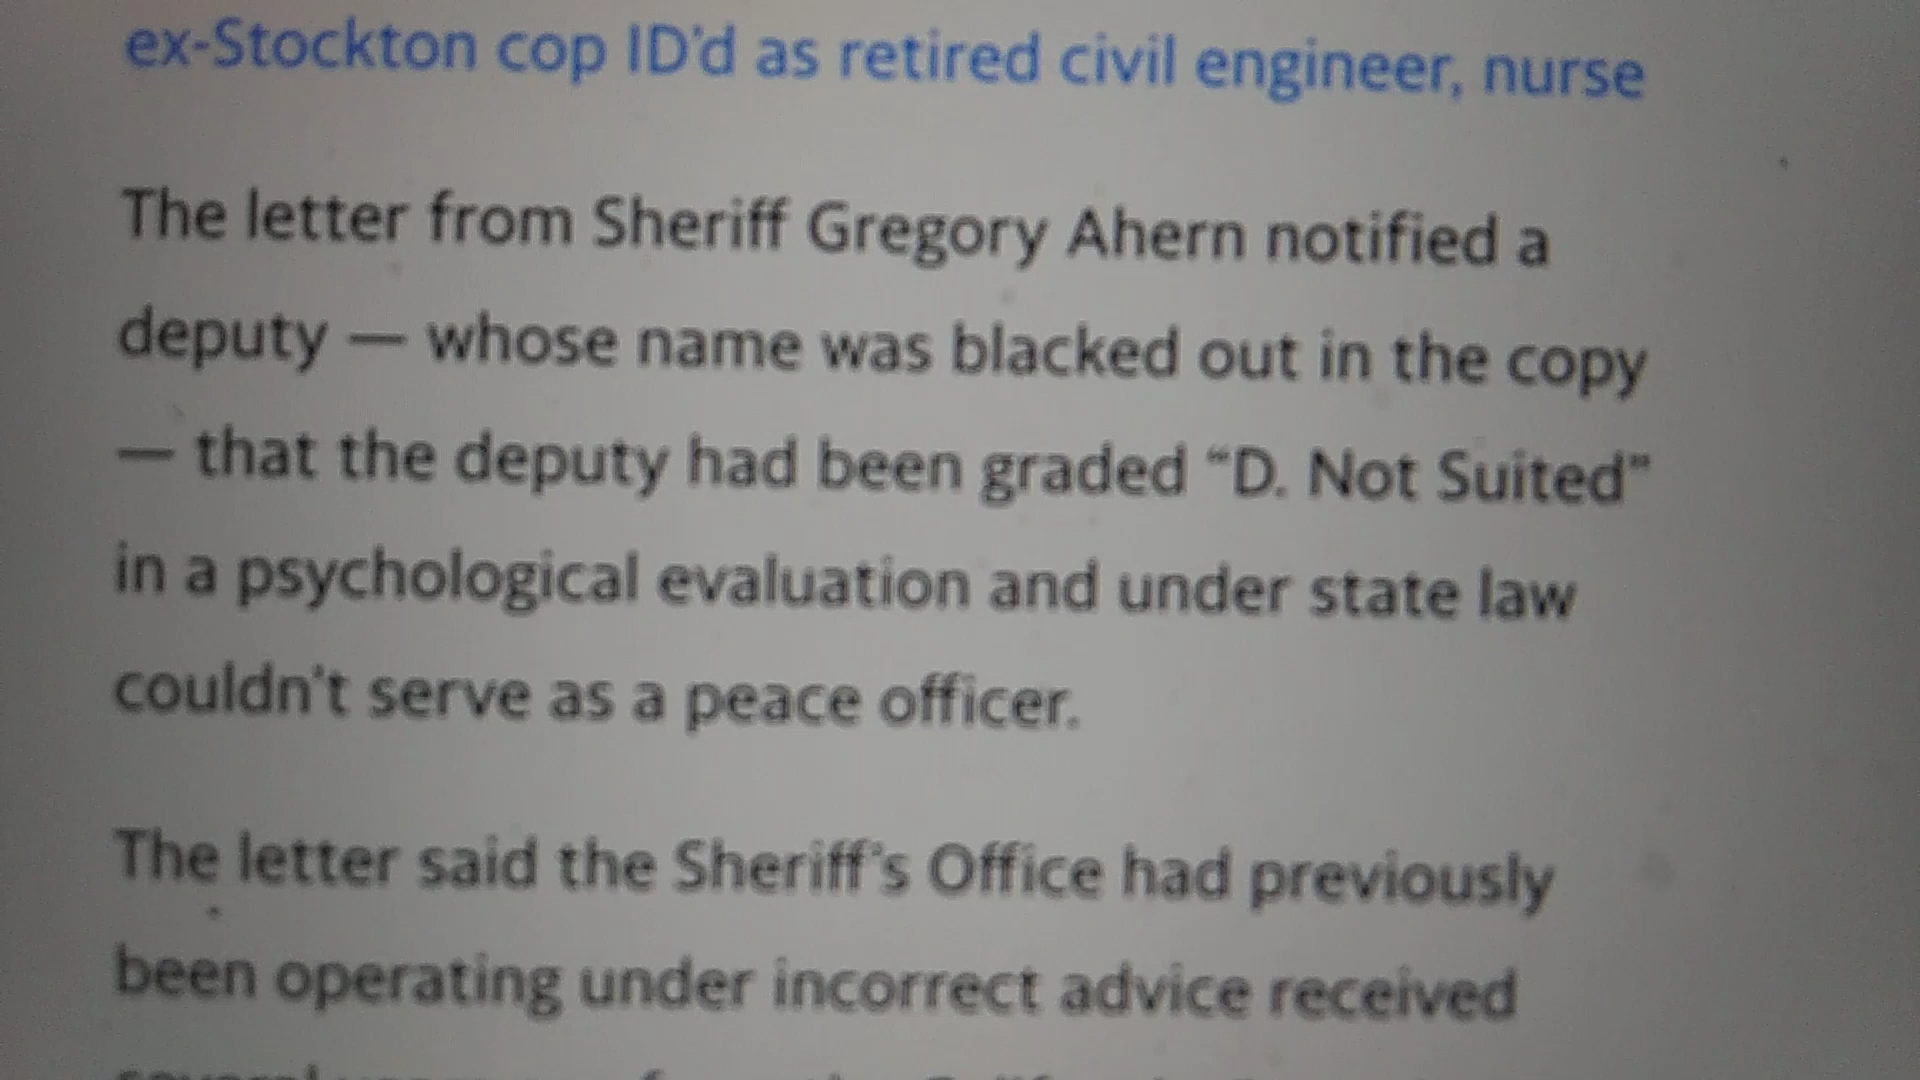 ex-Stockton cop ID'd as retired civil engineer, nurse
The letter from Sheriff Gregory Ahern notified a
deputy — whose name was blacked out in the copy
— that the deputy had been graded “D. Not Suited”
in a psychological evaluation and under state law
couldn't serve as a peace officer.
The letter said the Sheriff's Office had previously
been operating under incorrect advice received